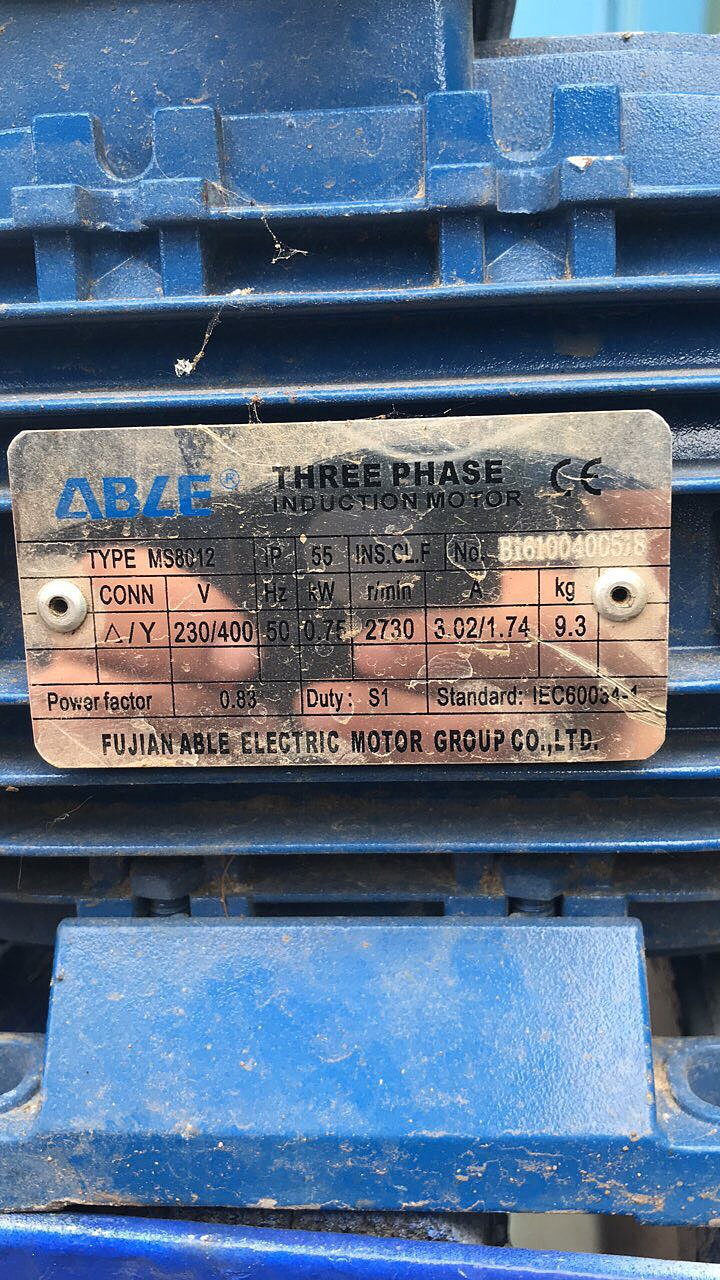 ABLE® THREE PHASE CE
INDUCTION MOTOR
TYPE MS8012 IP 55 INS.CL.F No. B16100400518
CONN V Hz kW r/min A kg
△/Y 230/400 50 0.75 2730 3.02/1.74 9.3
Power factor 0.83 Duty: S1 Standard: IEC60034-1
FUJIAN ABLE ELECTRIC MOTOR GROUP CO.,LTD.